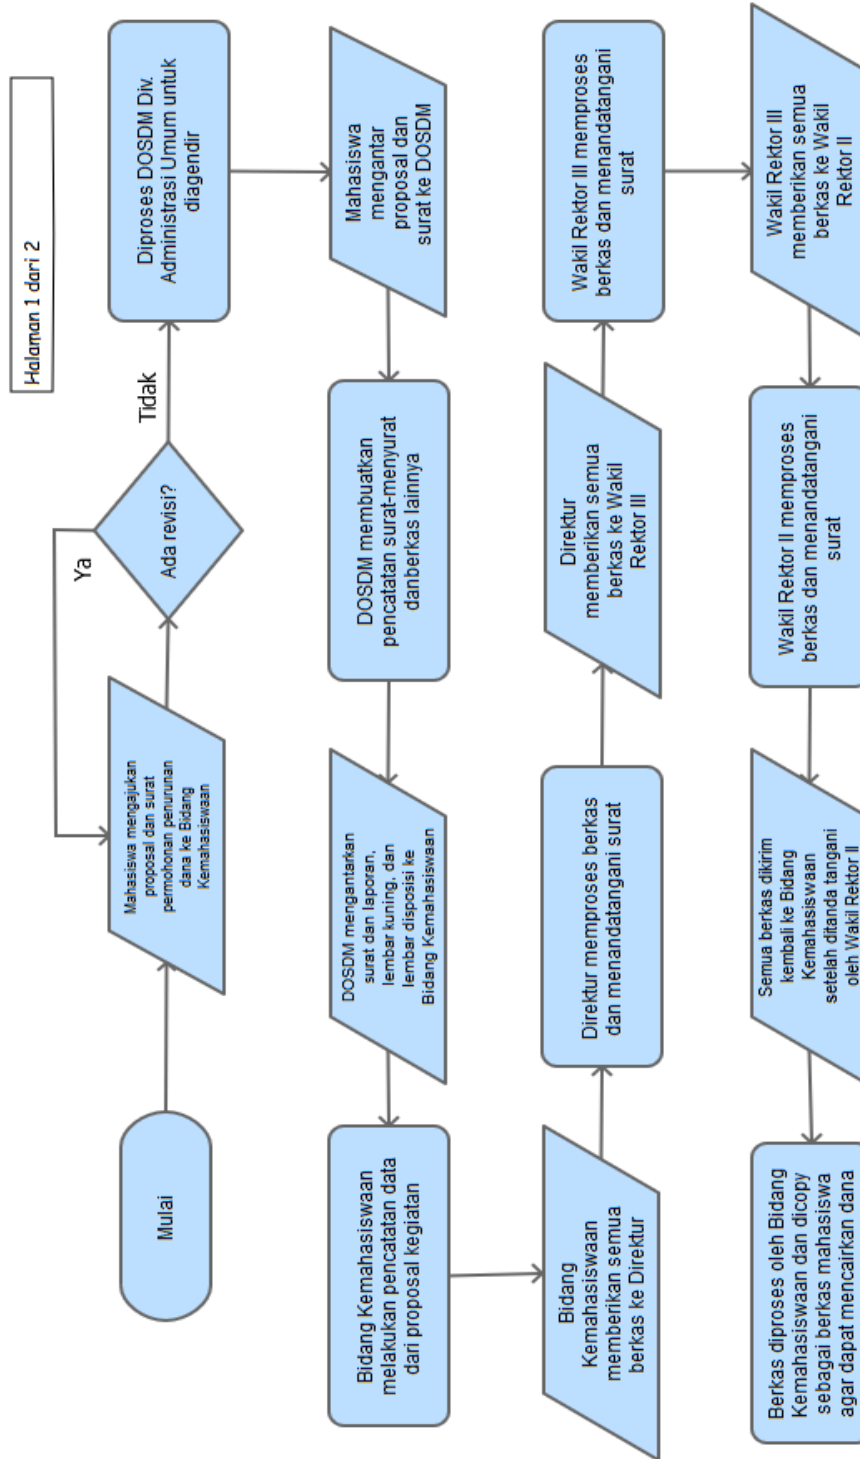 Halaman 1 dari 2
Mulai
Mahasiswa mengajukan
proposal dan surat
permohonan penurunan
dana ke Bidang
Kemahasiswaan
Ada revisi?
Ya
Tidak
Diproses DOSDM Div.
Administrasi Umum untuk
diagendir
Mahasiswa
mengantar
proposal dan
surat ke DOSDM
DOSDM membuatkan
pencatatan surat-menyurat
danberkas lainnya
DOSDM mengantarkan
surat dan laporan,
lembar kuning, dan
lembar disposisi ke
Bidang Kemahasiswaan
Bidang Kemahasiswaan
melakukan pencatatan data
dari proposal kegiatan
Bidang
Kemahasiswaan
memberikan semua
berkas ke Direktur
Direktur memproses berkas
dan menandatangani surat
Direktur
memberikan semua
berkas ke Wakil
Rektor III
Wakil Rektor III memproses
berkas dan menandatangani
surat
Wakil Rektor III
memberikan semua
berkas ke Wakil
Rektor II
Wakil Rektor II memproses
berkas dan menandatangani
surat
Semua berkas dikirim
kembali ke Bidang
Kemahasiswaan
setelah ditanda tangani
oleh Wakil Rektor II
Berkas diproses oleh Bidang
Kemahasiswaan dan dicopy
sebagai berkas mahasiswa
agar dapat mencairkan dana